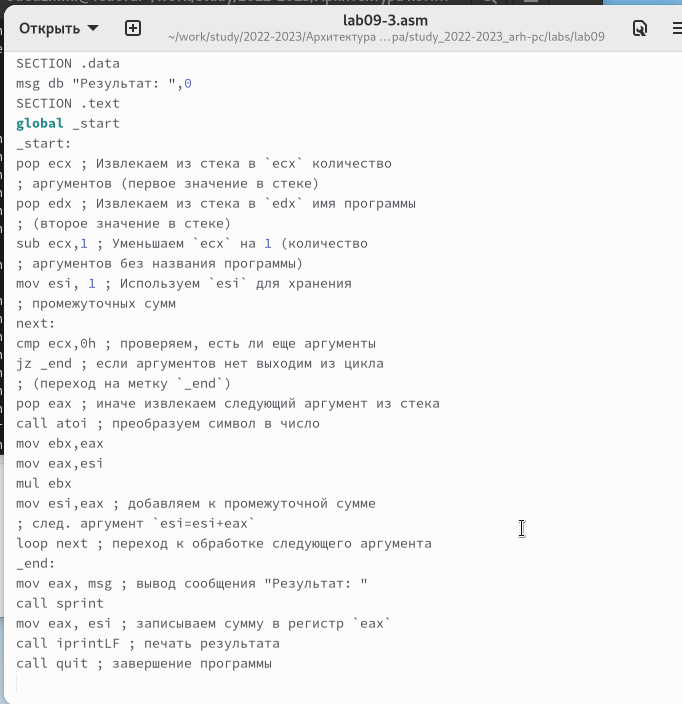 Открыть
lab09-3.asm
~/work/study/2022-2023/Архитектура ...pa/study_2022-2023_arh-pc/labs/lab09
SECTION .data
msg db "Результат: ",0
SECTION .text
global _start
_start:
pop ecx ; Извлекаем из стека в `ecx` количество
; аргументов (первое значение в стеке)
pop edx ; Извлекаем из стека в `edx` имя программы
; (второе значение в стеке)
sub ecx,1 ; Уменьшаем `ecx` на 1 (количество
; аргументов без названия программы)
mov esi, 1 ; Используем `esi` для хранения
; промежуточных сумм
next:
cmp ecx,0h ; проверяем, есть ли еще аргументы
jz _end ; если аргументов нет выходим из цикла
; (переход на метку `_end`)
pop eax ; иначе извлекаем следующий аргумент из стека
call atoi ; преобразуем символ в число
mov ebx,eax
mov eax,esi
mul ebx
mov esi,eax ; добавляем к промежуточной сумме
; след. аргумент `esi=esi+eax`
loop next ; переход к обработке следующего аргумента
_end:
mov eax, msg ; вывод сообщения "Результат: "
call sprint
mov eax, esi ; записываем сумму в регистр `eax`
call iprintLF ; печать результата
call quit ; завершение программы